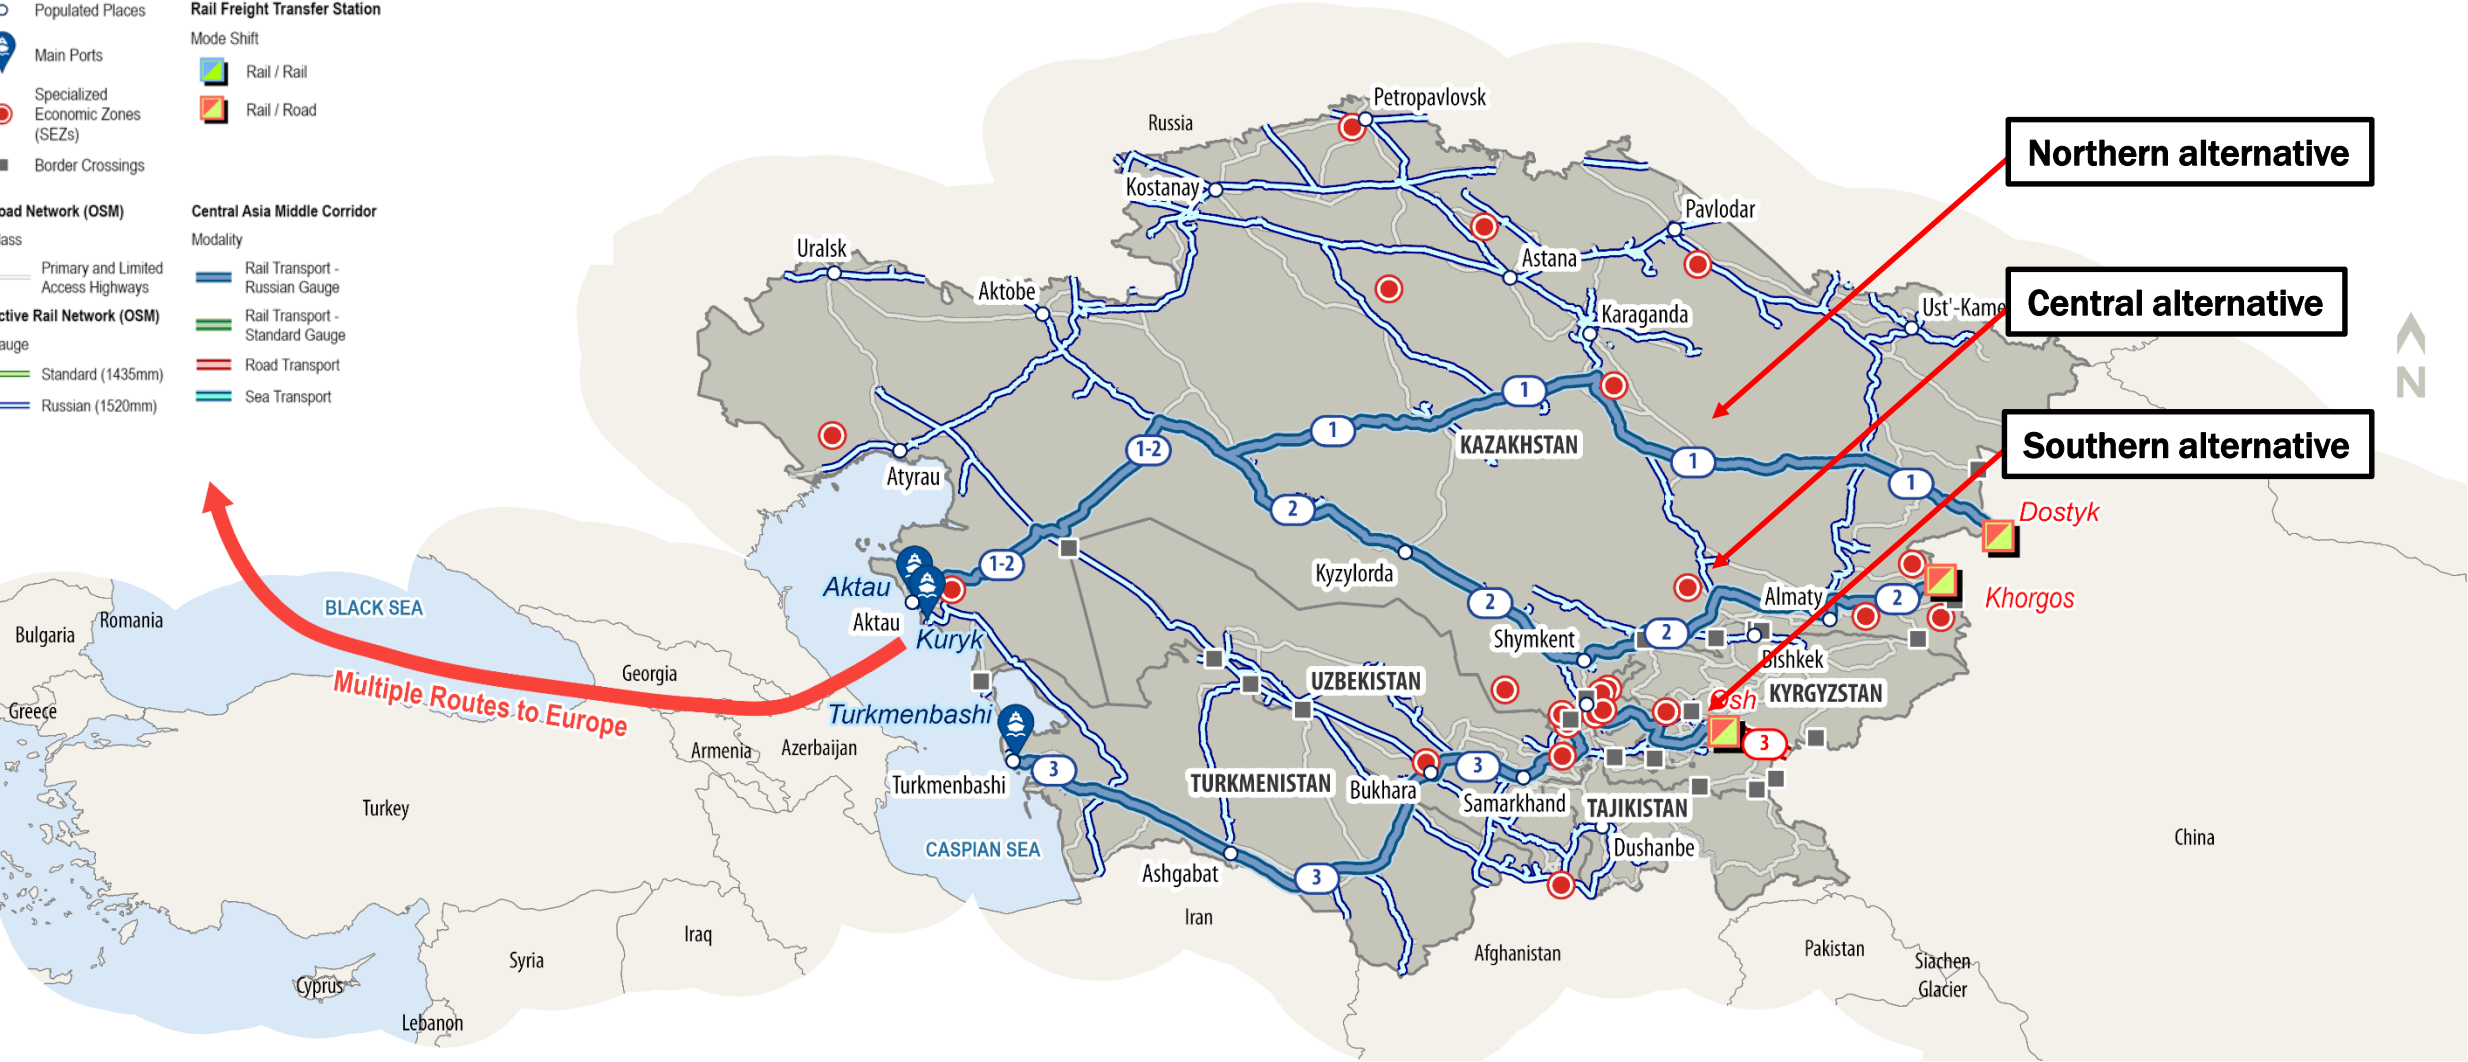 Populated Places
Main Ports
Specialized
Economic Zones
(SEZs)
Border Crossings
Rail Freight Transfer Station
Mode Shift
Rail / Rail
Rail / Road
oad Network (OSM)
lass
Primary and Limited
Access Highways
ctive Rail Network (OSM)
auge
Standard (1435mm)
Russian (1520mm)
Central Asia Middle Corridor
Modality
Rail Transport -
Russian Gauge
Rail Transport -
Standard Gauge
Road Transport
Sea Transport
Northern alternative
Central alternative
Southern alternative
N
Petropavlovsk
Russia
Kostanay
Pavlodar
Uralsk
Astana
Aktobe
Karaganda
Ust'-Kame
1
1
1-2
KAZAKHSTAN
1
1
Atyrau
2
Dostyk
1-2
Kyzylorda
Aktau
2
Almaty
2
Khorgos
BLACK SEA
Romania
Bulgaria
Aktau
Kuryk
Shymkent
2
Bishkek
Georgia
UZBEKISTAN
KYRGYZSTAN
Osh
Multiple Routes to Europe
Greece
Turkmenbashi
Armenia
Azerbaijan
3
3
3
Turkmenbashi
TURKMENISTAN
Bukhara
Samarkhand
TAJIKISTAN
Turkey
China
CASPIAN SEA
Dushanbe
Ashgabat
3
Iran
Iraq
Syria
Afghanistan
Pakistan
Siachen
Glacier
Cyprus
Lebanon